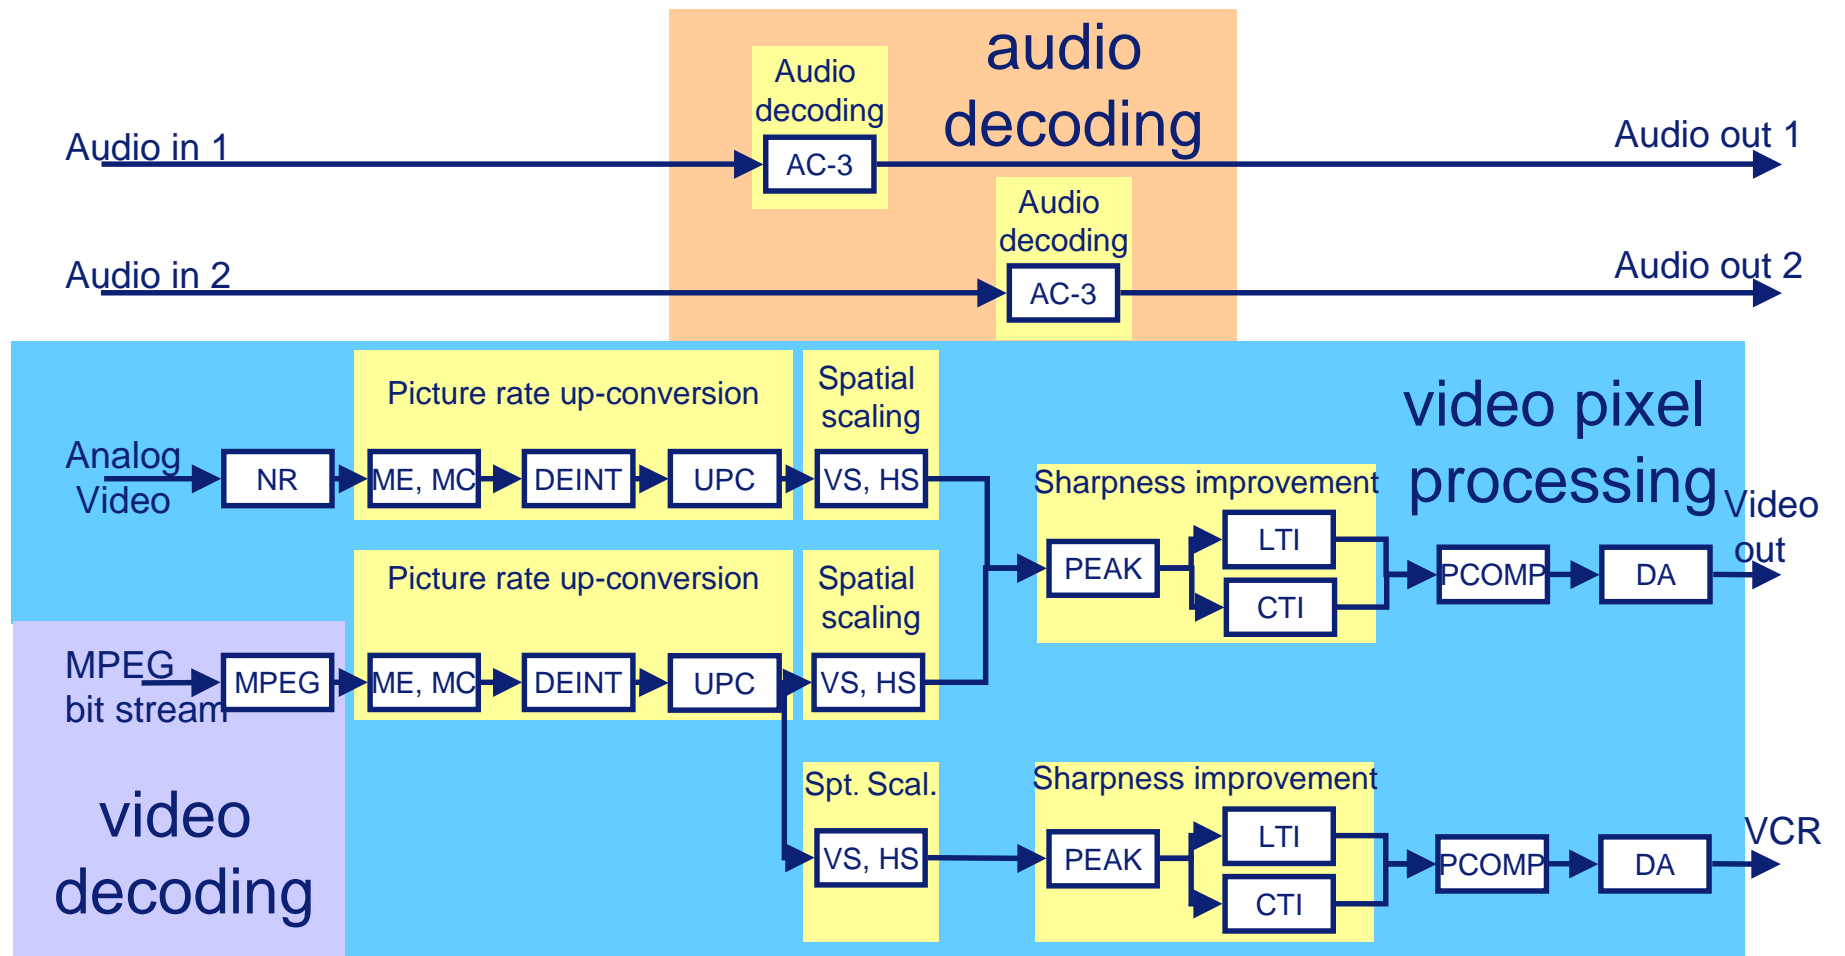 audio
decoding
Audio
decoding
Audio in 1
AC-3
Audio out 1
Audio
decoding
Audio in 2
AC-3
Audio out 2
Picture rate up-conversion
Spatial
scaling
video pixel
processing
Analog
Video
NR
ME, MC
DEINT
UPC
VS, HS
Sharpness improvement
PEAK
LTI
CTI
PCOMP
DA
Video
out
Picture rate up-conversion
Spatial
scaling
MPEG
bit stream
MPEG
ME, MC
DEINT
UPC
VS, HS
video
decoding
Spt. Scal.
VS, HS
Sharpness improvement
PEAK
LTI
CTI
PCOMP
DA
VCR